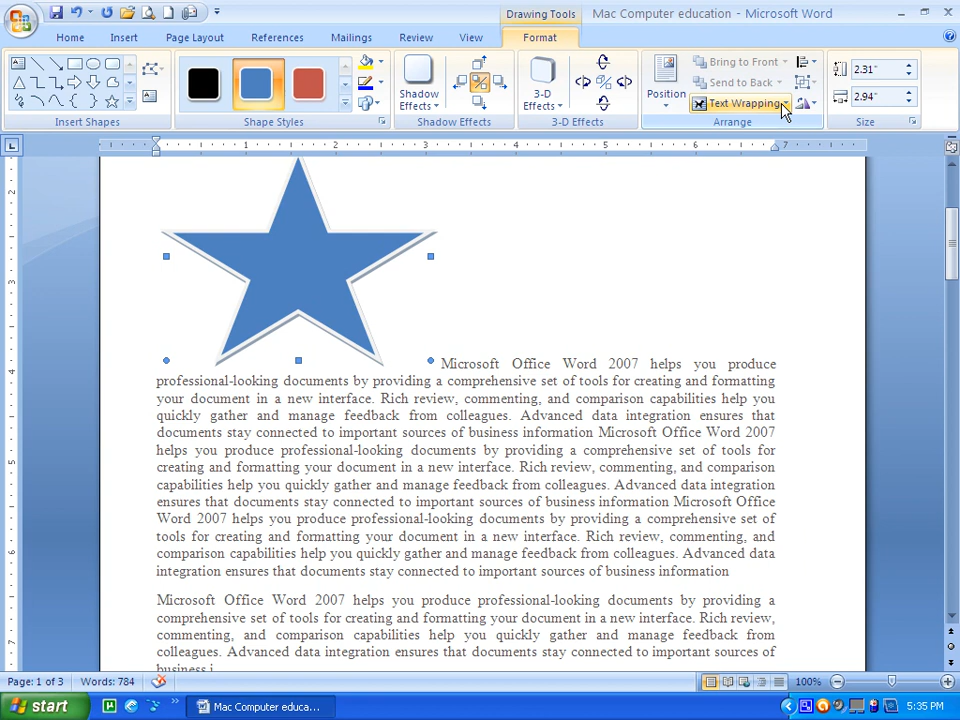 Drawing Tools
Mac Computer education - Microsoft Word
Home Insert Page Layout References Mailings Review View Format
Shadow Effects
3-D Effects
Position
Bring to Front
Send to Back
Text Wrapping
2.31"
2.94"
Insert Shapes Shape Styles Shadow Effects 3-D Effects Arrange Size
1 2 3 4 5 6 7
2
3
4
5
6
7
Microsoft Office Word 2007 helps you produce
professional-looking documents by providing a comprehensive set of tools for creating and formatting
your document in a new interface. Rich review, commenting, and comparison capabilities help you
quickly gather and manage feedback from colleagues. Advanced data integration ensures that
documents stay connected to important sources of business information Microsoft Office Word 2007
helps you produce professional-looking documents by providing a comprehensive set of tools for
creating and formatting your document in a new interface. Rich review, commenting, and comparison
capabilities help you quickly gather and manage feedback from colleagues. Advanced data integration
ensures that documents stay connected to important sources of business information Microsoft Office
Word 2007 helps you produce professional-looking documents by providing a comprehensive set of
tools for creating and formatting your document in a new interface. Rich review, commenting, and
comparison capabilities help you quickly gather and manage feedback from colleagues. Advanced data
integration ensures that documents stay connected to important sources of business information
Microsoft Office Word 2007 helps you produce professional-looking documents by providing a
comprehensive set of tools for creating and formatting your document in a new interface. Rich review,
commenting, and comparison capabilities help you quickly gather and manage feedback from
colleagues. Advanced data integration ensures that documents stay connected to important sources of
business i
Page: 1 of 3 Words: 784 100%
start
Mac Computer educa...
5:35 PM